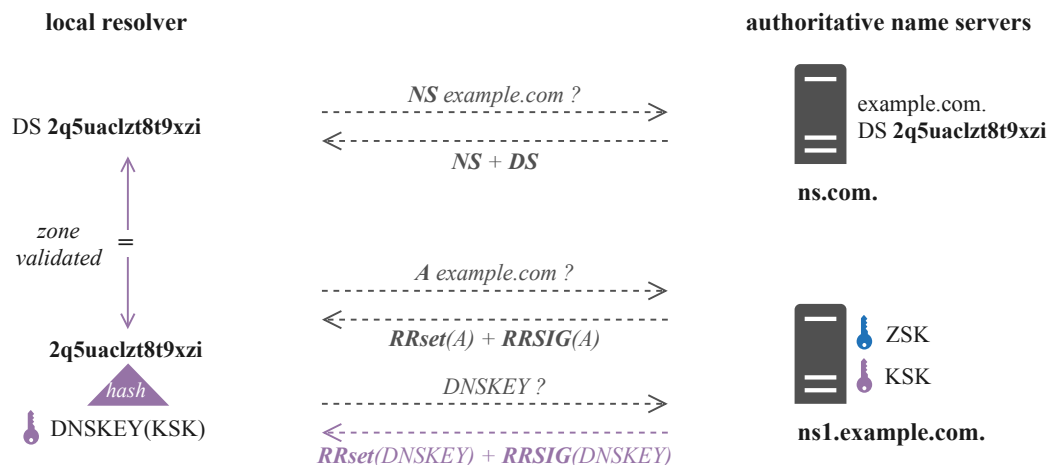 local resolver
authoritative name servers
NS example.com ?
NS + DS
DS 2q5uaclzt8t9xzi
example.com.
DS 2q5uaclzt8t9xzi
ns.com.
zone
validated
=
A example.com ?
RRset(A) + RRSIG(A)
2q5uaclzt8t9xzi
hash
DNSKEY(KSK)
DNSKEY ?
RRset(DNSKEY) + RRSIG(DNSKEY)
ZSK
KSK
ns1.example.com.